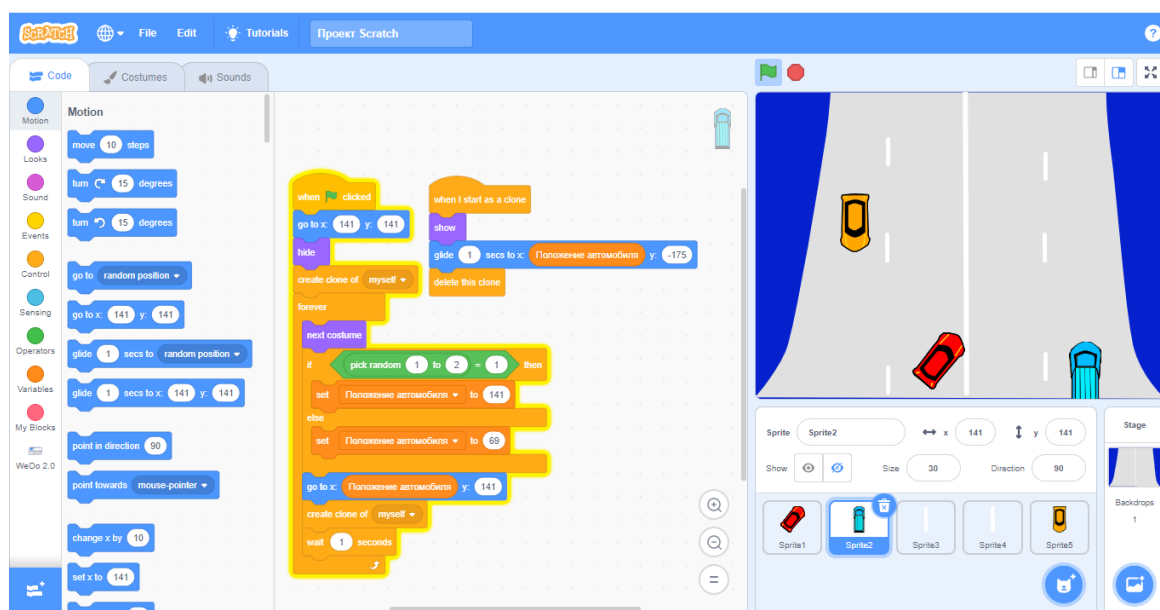 SCRATCH File Edit Tutorials Проект Scratch ?
Code Costumes Sounds
Motion
Looks
Sound
Events
Control
Sensing
Operators
Variables
My Blocks
WeDo 2.0
Motion
move 10 steps
turn 15 degrees
turn 15 degrees
go to random position
go to x: 141 y: 141
glide 1 secs to random position
glide 1 secs to x: 141 y: 141
point in direction 90
point towards mouse-pointer
change x by 10
set x to 141
when clicked
go to x: 141 y: 141
hide
create clone of myself
forever
next costume
if pick random 1 to 2 = 1 then
set Положение автомобиля to 141
else
set Положение автомобиля to 69
go to x: Положение автомобиля y: 141
create clone of myself
wait 1 seconds
when I start as a clone
show
glide 1 secs to x: Положение автомобиля y: -175
delete this clone
Sprite Sprite2 x 141 y 141
Show Size 30 Direction 90
Sprite1
Sprite2
Sprite3
Sprite4
Sprite5
Stage
Backdrops
1